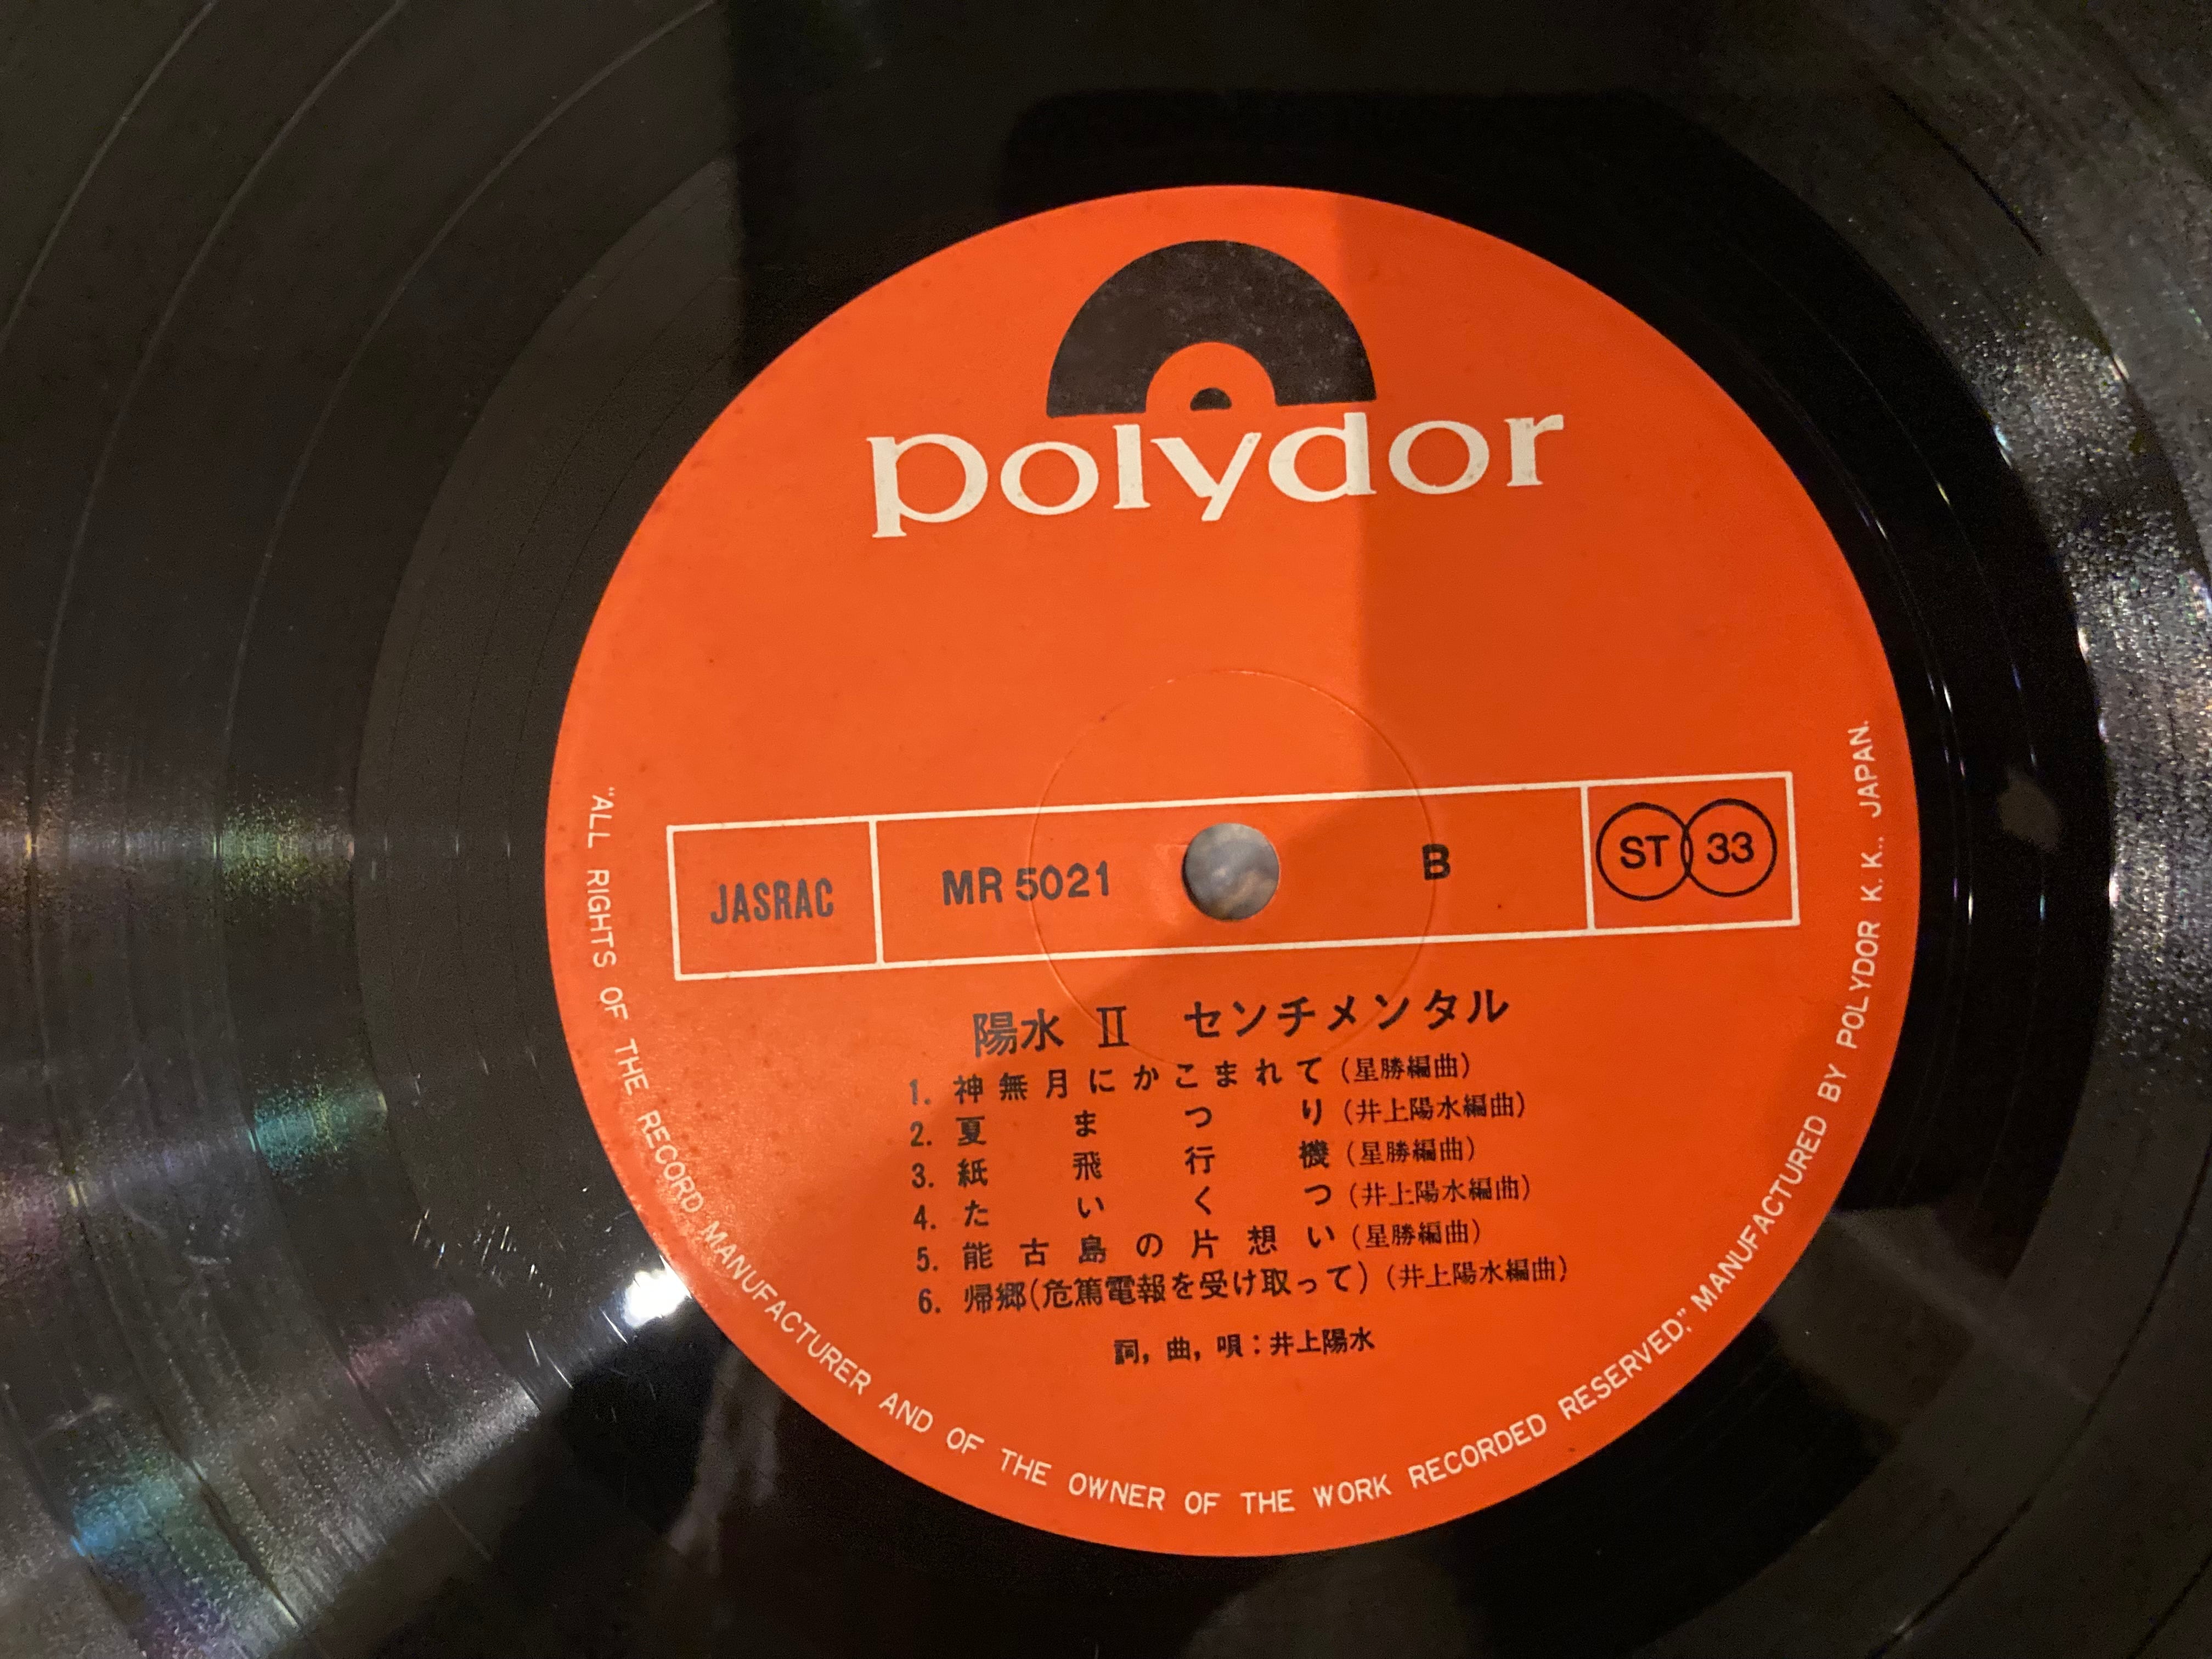 polydor
JASRAC
MR 5021
B
ST 33
陽水 Ⅱ センチメンタル
1. 神無月にかこまれて (星勝編曲)
2. 夏まつり (井上陽水編曲)
3. 紙飛行機 (星勝編曲)
4. たいくつ (井上陽水編曲)
5. 能古島の片想い (星勝編曲)
6. 帰郷(危篤電報を受け取って) (井上陽水編曲)
詞, 曲, 唄:井上陽水
"ALL RIGHTS OF THE RECORD MANUFACTURER AND OF THE OWNER OF THE WORK RECORDED RESERVED," MANUFACTURED BY POLYDOR K.K., JAPAN.